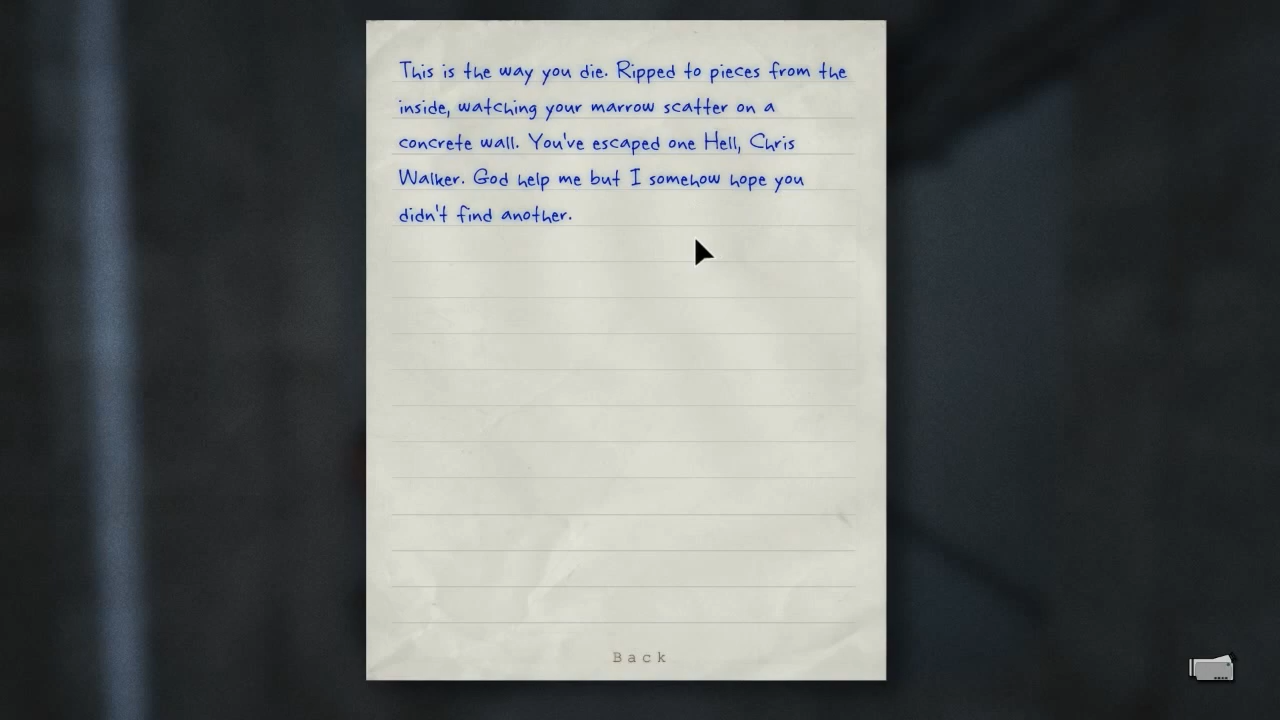 This is the way you die. Ripped to pieces from the
inside, watching your marrow scatter on a
concrete wall. You've escaped one Hell, Chris
Walker. God help me but I somehow hope you
didn't find another.
Back